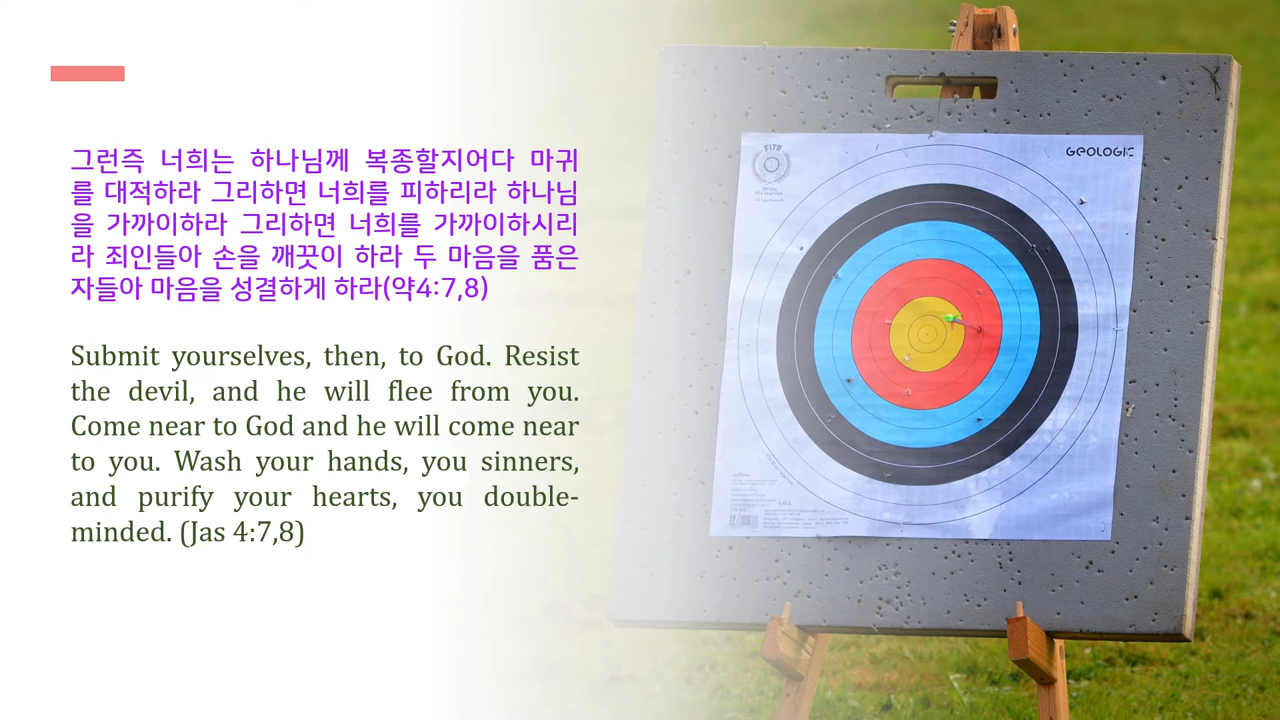 그런즉 너희는 하나님께 복종할지어다 마귀
를 대적하라 그리하면 너희를 피하리라 하나님
을 가까이하라 그리하면 너희를 가까이하시리
라 죄인들아 손을 깨끗이 하라 두 마음을 품은
자들아 마음을 성결하게 하라(약4:7,8)
Submit yourselves, then, to God. Resist
the devil, and he will flee from you.
Come near to God and he will come near
to you. Wash your hands, you sinners,
and purify your hearts, you double-
minded. (Jas 4:7,8)
FITA
GEOLOGIC